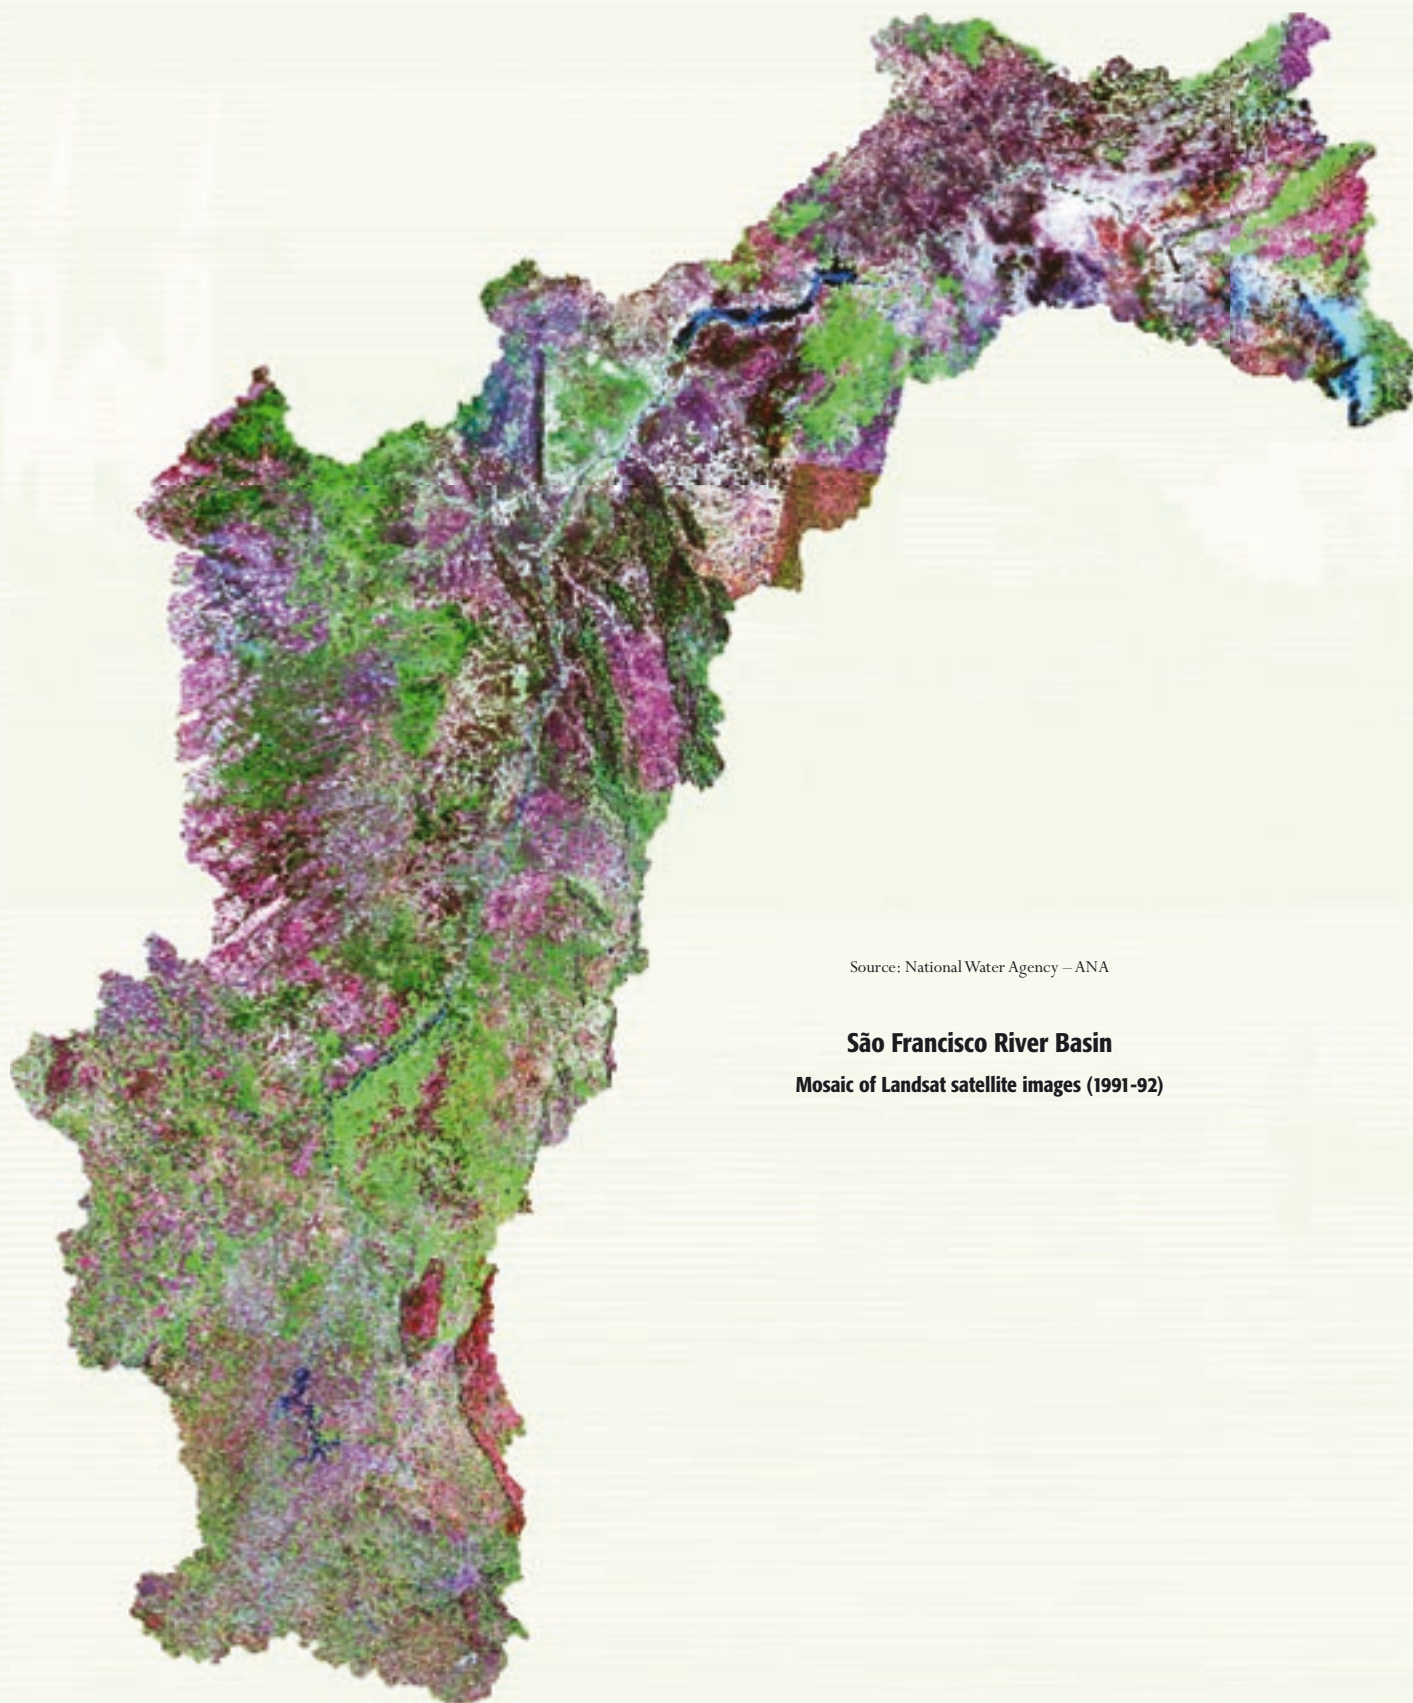 Source: National Water Agency – ANA
São Francisco River Basin
Mosaic of Landsat satellite images (1991-92)